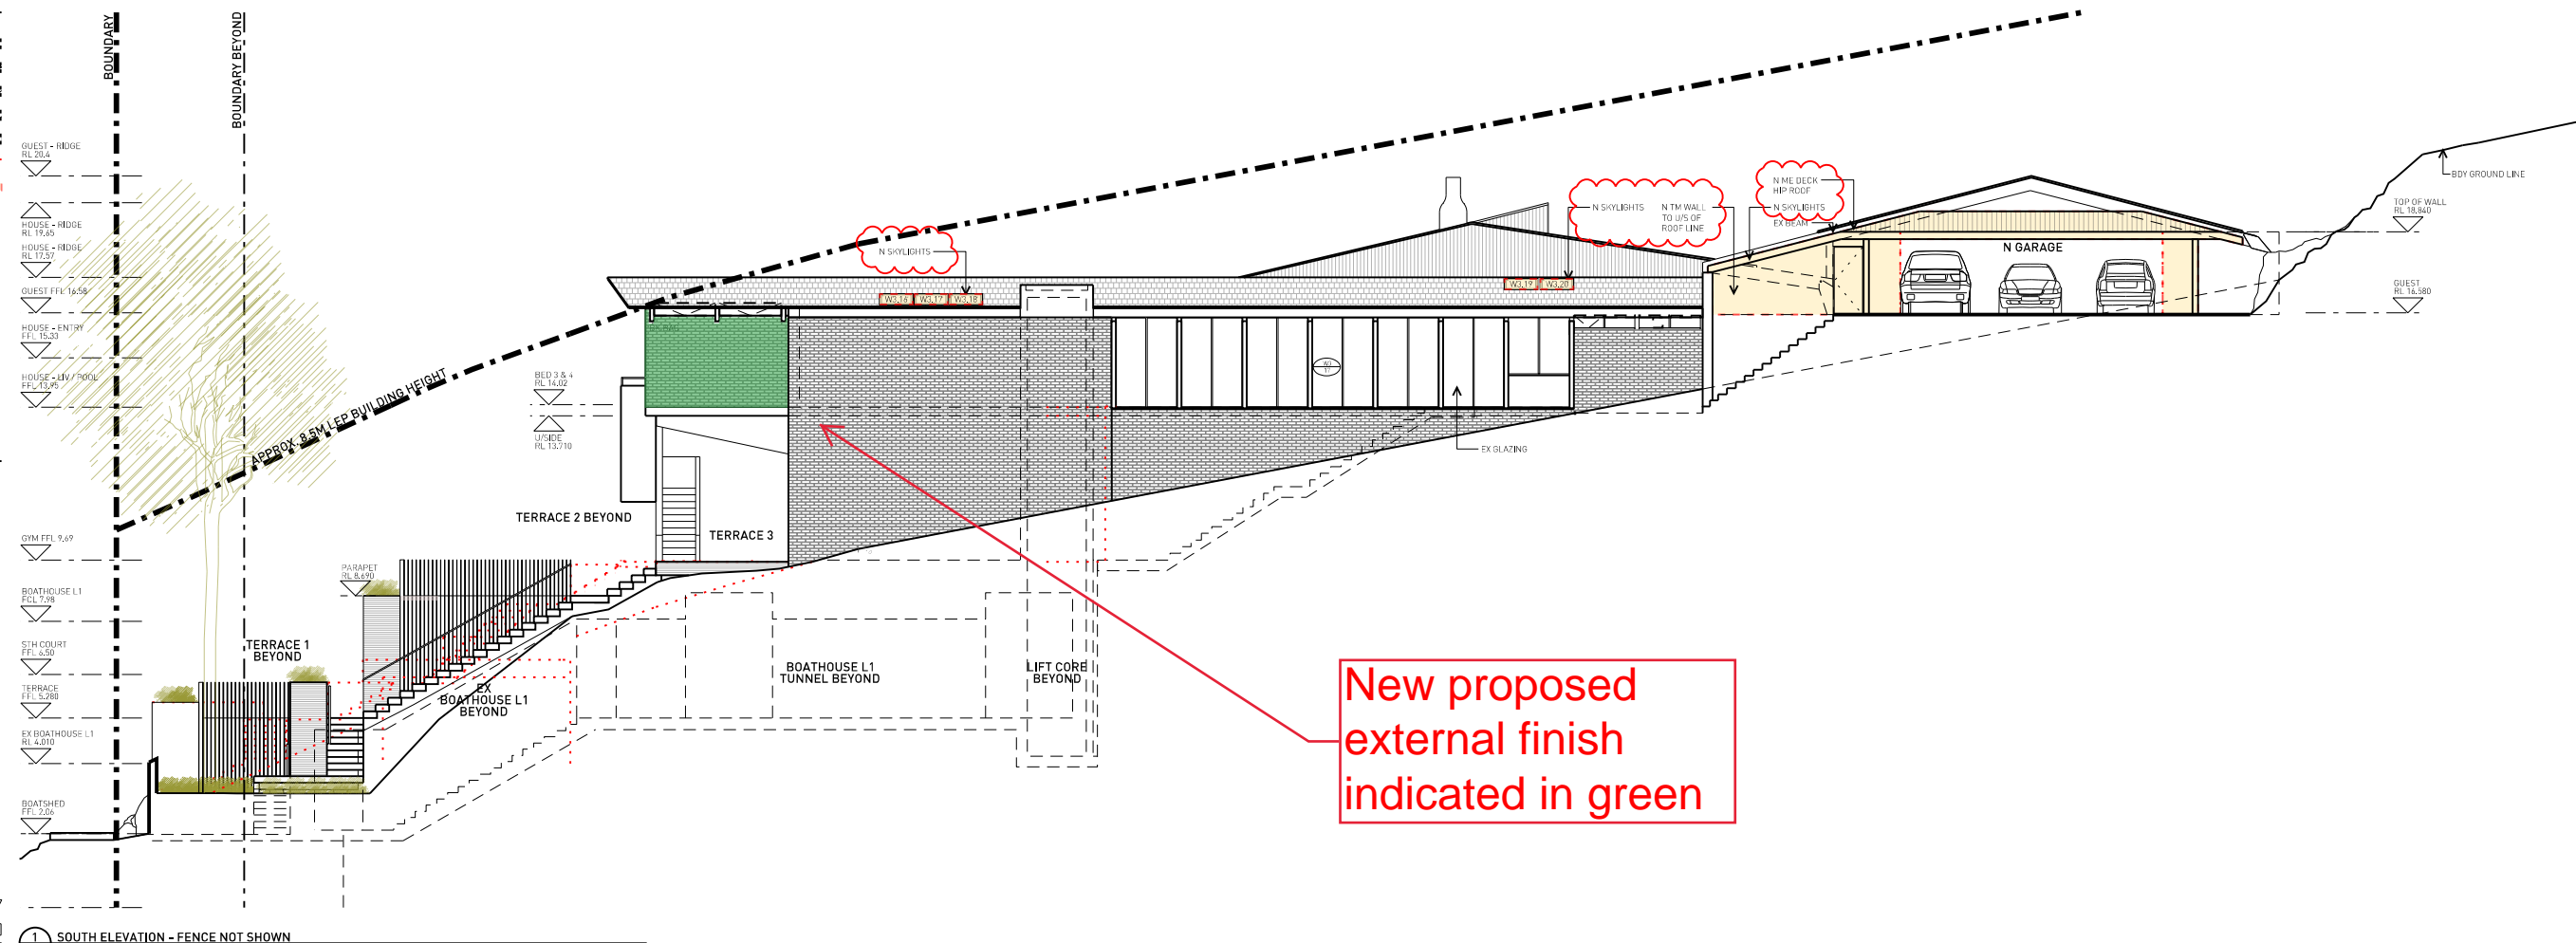 BOUNDARY
BOUNDARY BEYOND
GUEST - RIDGE
RL 20.4
HOUSE - RIDGE
RL 19.65
HOUSE - RIDGE
RL 17.57
GUEST FFL 16.58
HOUSE - ENTRY
FFL 15.33
HOUSE - LIV / POOL
FFL 13.95
GYM FFL 9.69
BOATHOUSE L1
FCL 7.98
STH COURT
FFL 6.50
TERRACE
FFL 5.280
EX BOATHOUSE L1
RL 4.010
BOATSHED
FFL 2.06
APPROX. 8.5M LEP BUILDING HEIGHT
BED 3 & 4
RL 14.02
U/SIDE
RL 13.710
PARAPET
RL 8.690
TERRACE 2 BEYOND
TERRACE 3
TERRACE 1
BEYOND
EX
BOATHOUSE L1
BEYOND
BOATHOUSE L1
TUNNEL BEYOND
LIFT CORE
BEYOND
N SKYLIGHTS
W3.16 W3.17 W3.18
N SKYLIGHTS
N TM WALL
TO U/S OF
ROOF LINE
W3.19 W3.20
N ME DECK
HIP ROOF
N SKYLIGHTS
EX BEAM
N GARAGE
EX GLAZING
BDY GROUND LINE
TOP OF WALL
RL 18.840
GUEST
RL 16.580
New proposed
external finish
indicated in green
1 SOUTH ELEVATION - FENCE NOT SHOWN